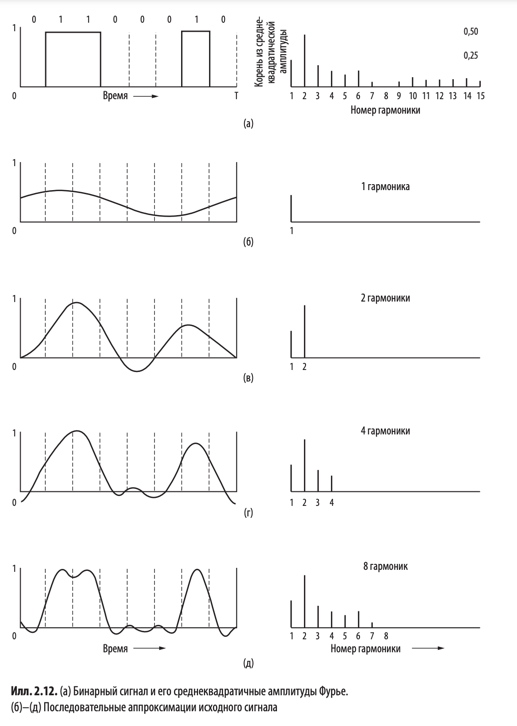 0 1 1 0 0 0 1 0
1
0
Время
T
Корень из средне-
квадратической
амплитуды
0,50
0,25
1 2 3 4 5 6 7 8 9 10 11 12 13 14 15
Номер гармоники
(а)
1
0
1 гармоника
1
(б)
1
0
2 гармоники
1 2
(в)
1
0
4 гармоники
1 2 3 4
(г)
1
0
Время
8 гармоник
1 2 3 4 5 6 7 8
Номер гармоники
(д)
Илл. 2.12. (а) Бинарный сигнал и его среднеквадратичные амплитуды Фурье.
(б)–(д) Последовательные аппроксимации исходного сигнала